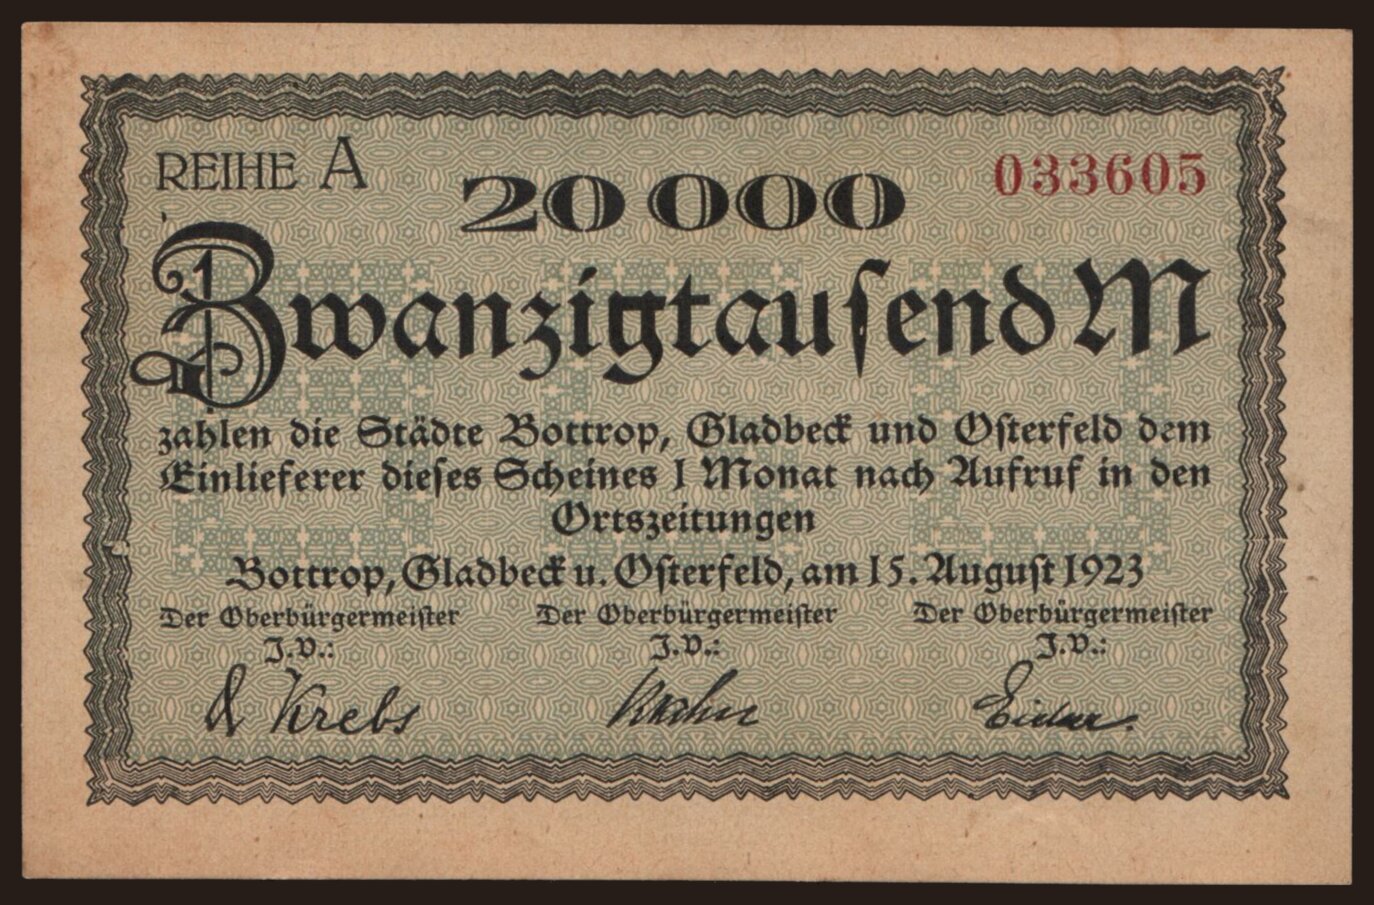 REIHE A
20 000
033605
Zwanzigtausend M
zahlen die Städte Bottrop, Gladbeck und Osterfeld dem
Einlieferer dieses Scheines 1 Monat nach Aufruf in den
Ortszeitungen
Bottrop, Gladbeck u. Osterfeld, am 15. August 1923
Der Oberbürgermeister Der Oberbürgermeister Der Oberbürgermeister
J.V.: J.V.: J.V.:
Krebs